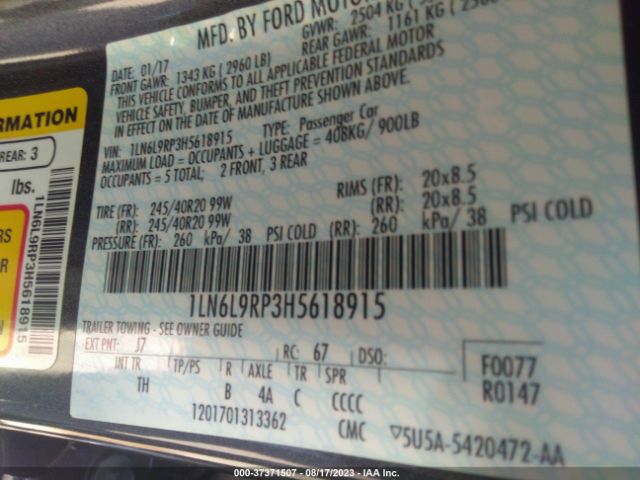 MFD. BY FORD MOTOR
DATE: 01/17 GVWR: 2504 KG
FRONT GAWR: 1343 KG (2960 LB) REAR GAWR: 1161 KG
THIS VEHICLE CONFORMS TO ALL APPLICABLE FEDERAL MOTOR
VEHICLE SAFETY, BUMPER, AND THEFT PREVENTION STANDARDS
IN EFFECT ON THE DATE OF MANUFACTURE SHOWN ABOVE.
VIN: 1LN6L9RP3H5618915 TYPE: Passenger Car
MAXIMUM LOAD = OCCUPANTS + LUGGAGE = 408KG/ 900LB
OCCUPANTS = 5 TOTAL; 2 FRONT, 3 REAR
TIRE (FR): 245/40R20 99W RIMS (FR): 20x8.5
(RR): 245/40R20 99W (RR): 20x8.5
PRESSURE (FR): 260 kPa/ 38 PSI COLD (RR): 260 kPa/ 38 PSI COLD
1LN6L9RP3H5618915
TRAILER TOWING - SEE OWNER GUIDE
EXT PNT: J7 RC: 67 DSO:
INT TR TP/PS R AXLE TR SPR F0077
TH B 4A C CCCC R0147
1201701313362 CMC ▽5U5A-5420472-AA
ORMATION
REAR: 3
lbs.
RS
R
1LN6L9RP3H5618915
000-37371507 - 08/17/2023 - IAA Inc.